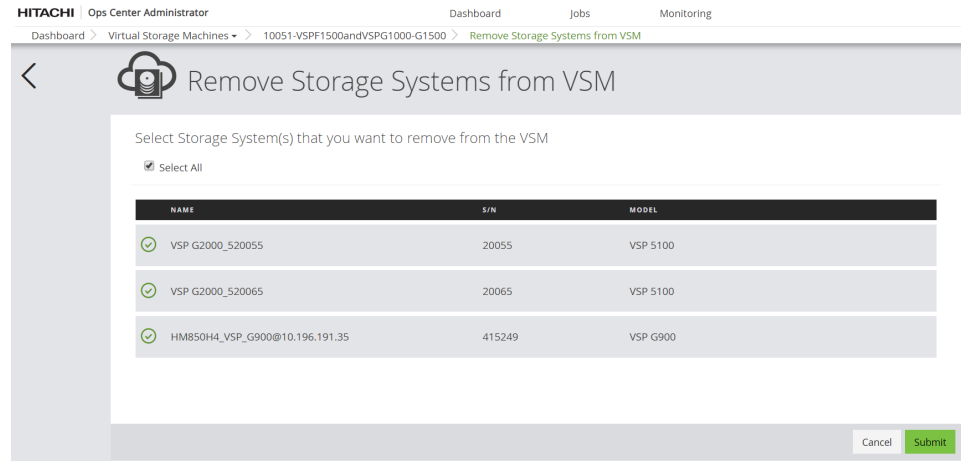 HITACHI Ops Center Administrator Dashboard Jobs Monitoring
Dashboard > Virtual Storage Machines > 10051-VSPF1500andVSPG1000-G1500 > Remove Storage Systems from VSM
Remove Storage Systems from VSM
Select Storage System(s) that you want to remove from the VSM
Select All
NAME S/N MODEL
VSP G2000_520055 20055 VSP 5100
VSP G2000_520065 20065 VSP 5100
HM850H4_VSP_G900@10.196.191.35 415249 VSP G900
Cancel Submit